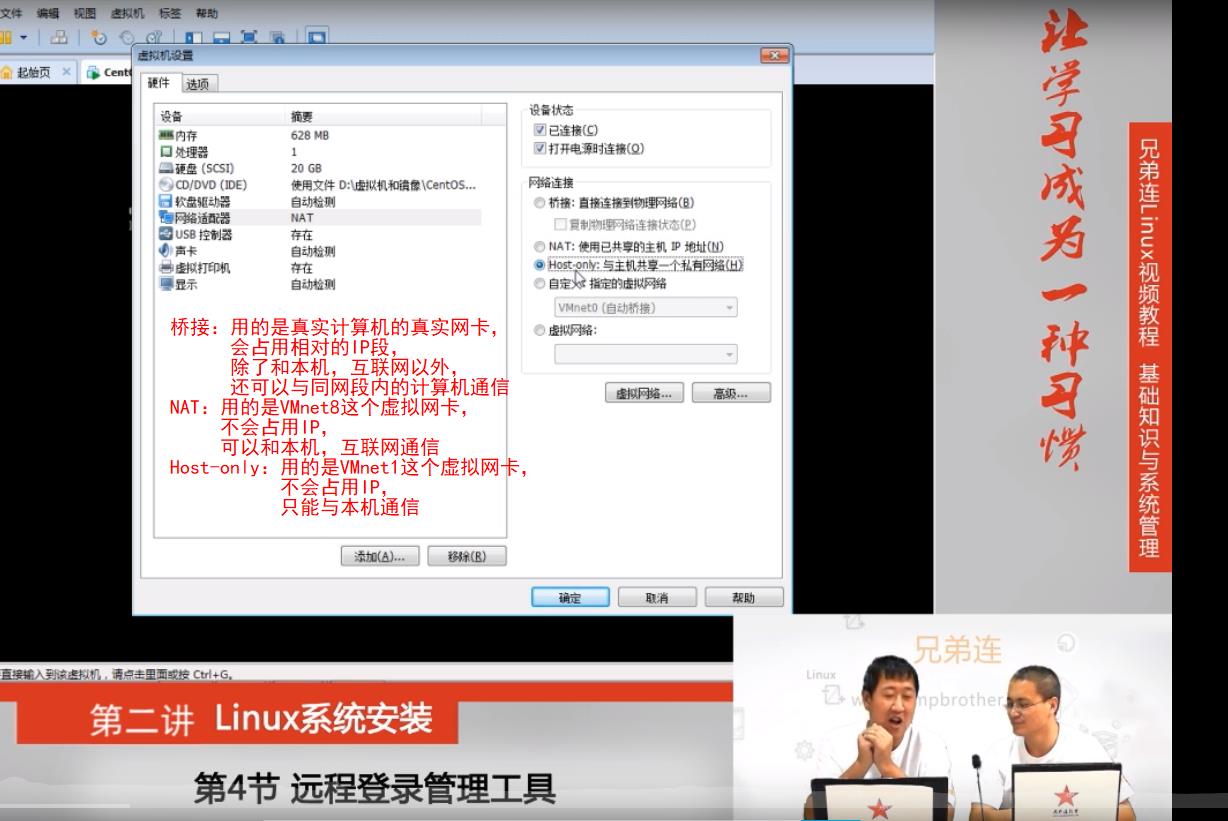 文件 编辑 视图 虚拟机 标签 帮助
起始页
虚拟机设置
硬件 选项
设备 摘要
内存 628 MB
处理器 1
硬盘 (SCSI) 20 GB
CD/DVD (IDE) 使用文件 D:\虚拟机和镜像\CentOS...
软盘驱动器 自动检测
网络适配器 NAT
USB 控制器 存在
声卡 自动检测
虚拟打印机 存在
显示 自动检测
桥接：用的是真实计算机的真实网卡，
会占用相对的IP段，
除了和本机，互联网以外，
还可以与同网段内的计算机通信
NAT：用的是VMnet8这个虚拟网卡，
不会占用IP，
可以和本机，互联网通信
Host-only：用的是VMnet1这个虚拟网卡，
不会占用IP，
只能与本机通信
添加(A)... 移除(R)
设备状态
已连接(C)
打开电源时连接(O)
网络连接
桥接: 直接连接到物理网络(B)
复制物理网络连接状态(P)
NAT: 使用已共享的主机 IP 地址(N)
Host-only: 与主机共享一个私有网络(H)
自定义: 指定的虚拟网络
VMnet0 (自动桥接)
虚拟网络:
虚拟网络... 高级...
确定 取消 帮助
直接输入到该虚拟机，请点击里面或按 Ctrl+G。
让学习成为一种习惯
兄弟连Linux视频教程 基础知识与系统管理
第二讲 Linux系统安装
第4节 远程登录管理工具
兄弟连
Linux